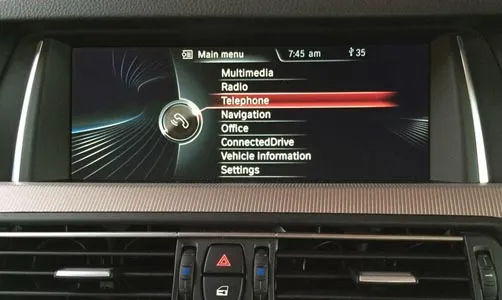 Main menu 7:45 am 35
Multimedia
Radio
Telephone
Navigation
Office
ConnectedDrive
Vehicle information
Settings